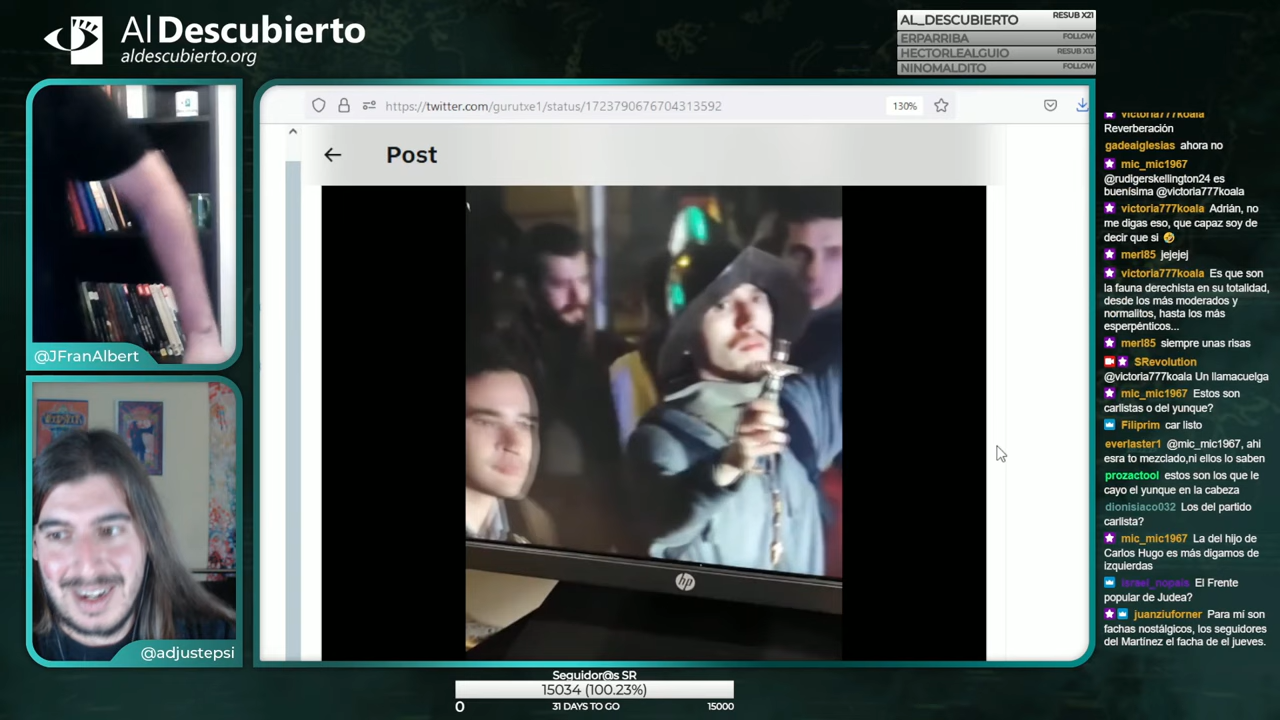 Al Descubierto
aldescubierto.org
AL_DESCUBIERTO RESUB X21
ERPARRIBA FOLLOW
HECTORLEALGUIO RESUB X13
NINOMALDITO FOLLOW
@JFranAlbert
@adjustepsi
https://twitter.com/gurutxe1/status/1723790676704313592
130%
Post
hp
victoria777koala
Reverberación
gadeaiglesias ahora no
mic_mic1967
@rudigerskellington24 es
buenísima @victoria777koala
victoria777koala Adrián, no
me digas eso, que capaz soy de
decir que si 🤣
merl85 jejejej
victoria777koala Es que son
la fauna derechista en su totalidad,
desde los más moderados y
normalitos, hasta los más
esperpénticos...
merl85 siempre unas risas
SRevolution
@victoria777koala Un llamacuelga
mic_mic1967 Estos son
carlistas o del yunque?
Filiprim car listo
everlaster1 @mic_mic1967, ahi
esra to mezclado,ni ellos lo saben
prozactool estos son los que le
cayo el yunque en la cabeza
dionisiaco032 Los del partido
carlista?
mic_mic1967 La del hijo de
Carlos Hugo es más digamos de
izquierdas
israel_nopais El Frente
popular de Judea?
juanziuforner Para mí son
fachas nostálgicos, los seguidores
del Martínez el facha de el jueves.
Seguidor@s SR
15034 (100.23%)
0 31 DAYS TO GO 15000